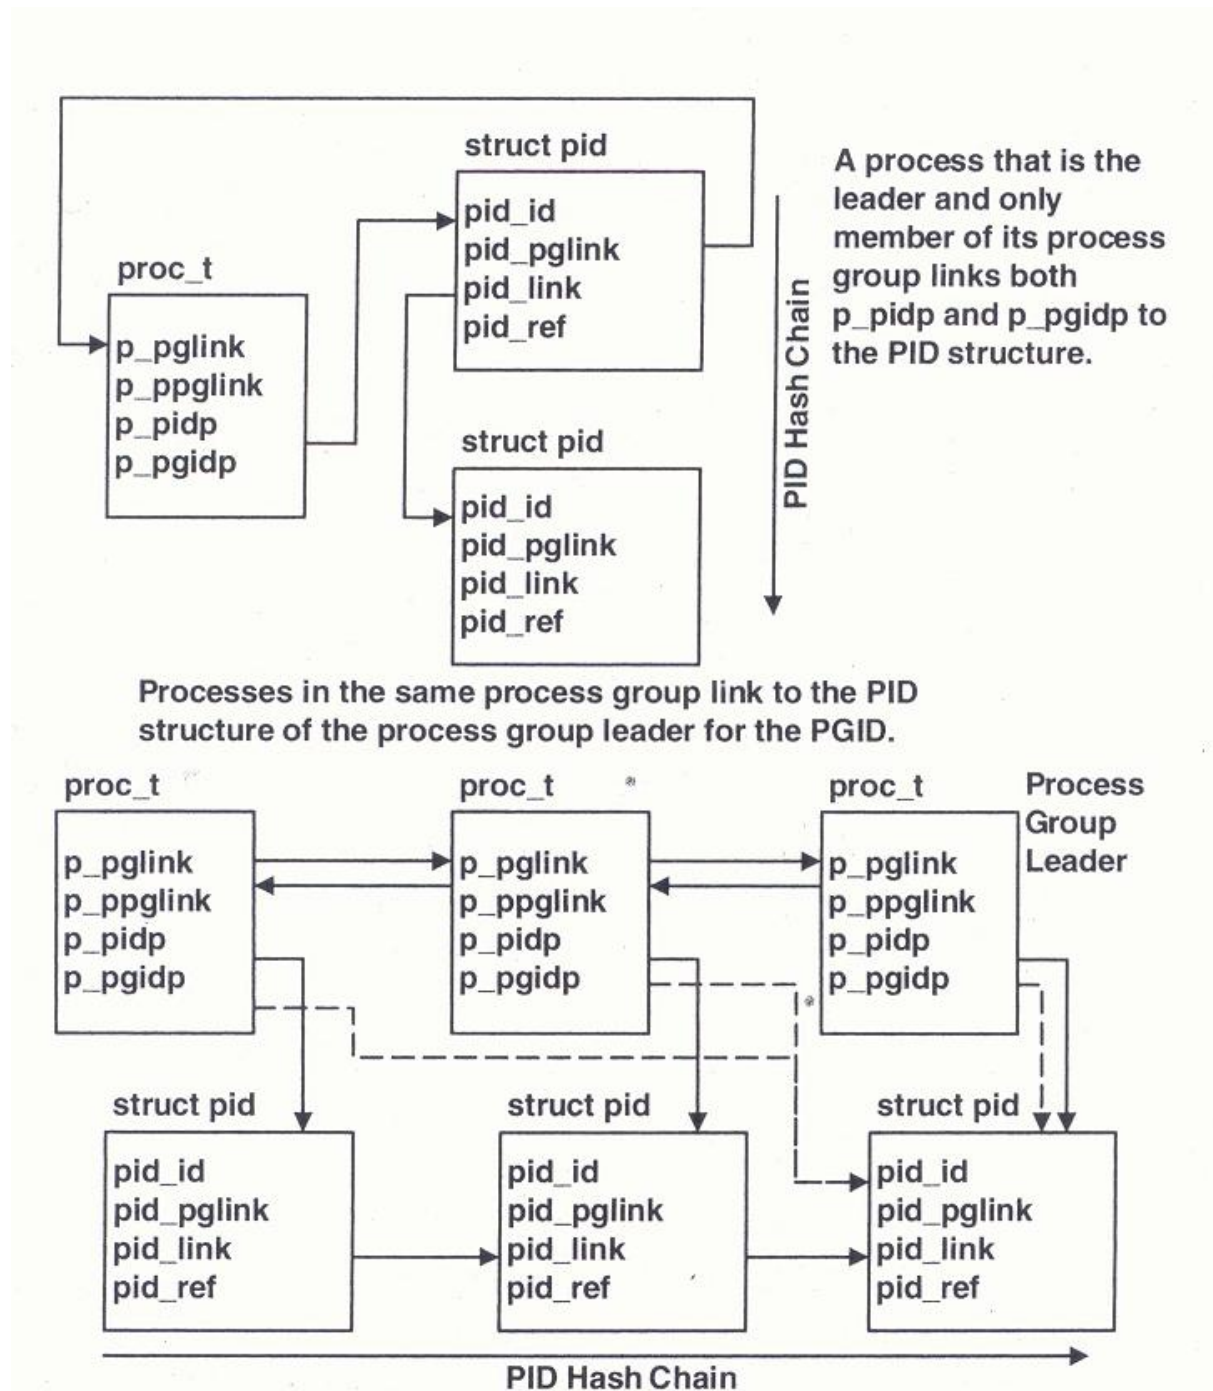 struct pid
pid_id
pid_pglink
pid_link
pid_ref
proc_t
p_pglink
p_ppglink
p_pidp
p_pgidp
struct pid
pid_id
pid_pglink
pid_link
pid_ref
PID Hash Chain
A process that is the
leader and only
member of its process
group links both
p_pidp and p_pgidp to
the PID structure.
Processes in the same process group link to the PID
structure of the process group leader for the PGID.
proc_t
p_pglink
p_ppglink
p_pidp
p_pgidp
proc_t
p_pglink
p_ppglink
p_pidp
p_pgidp
proc_t
p_pglink
p_ppglink
p_pidp
p_pgidp
Process
Group
Leader
struct pid
pid_id
pid_pglink
pid_link
pid_ref
struct pid
pid_id
pid_pglink
pid_link
pid_ref
struct pid
pid_id
pid_pglink
pid_link
pid_ref
PID Hash Chain